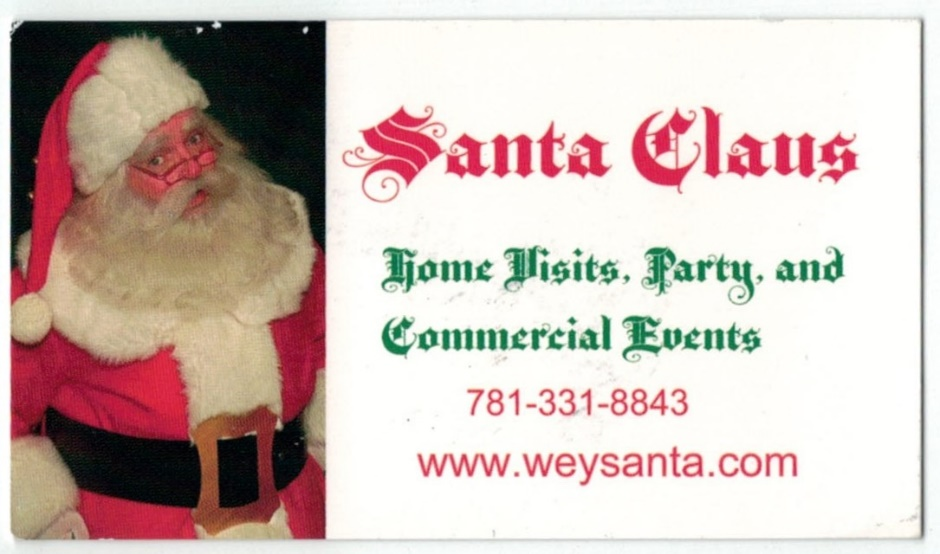 Santa Claus
Home Visits, Party, and
Commercial Events
781-331-8843
www.weysanta.com